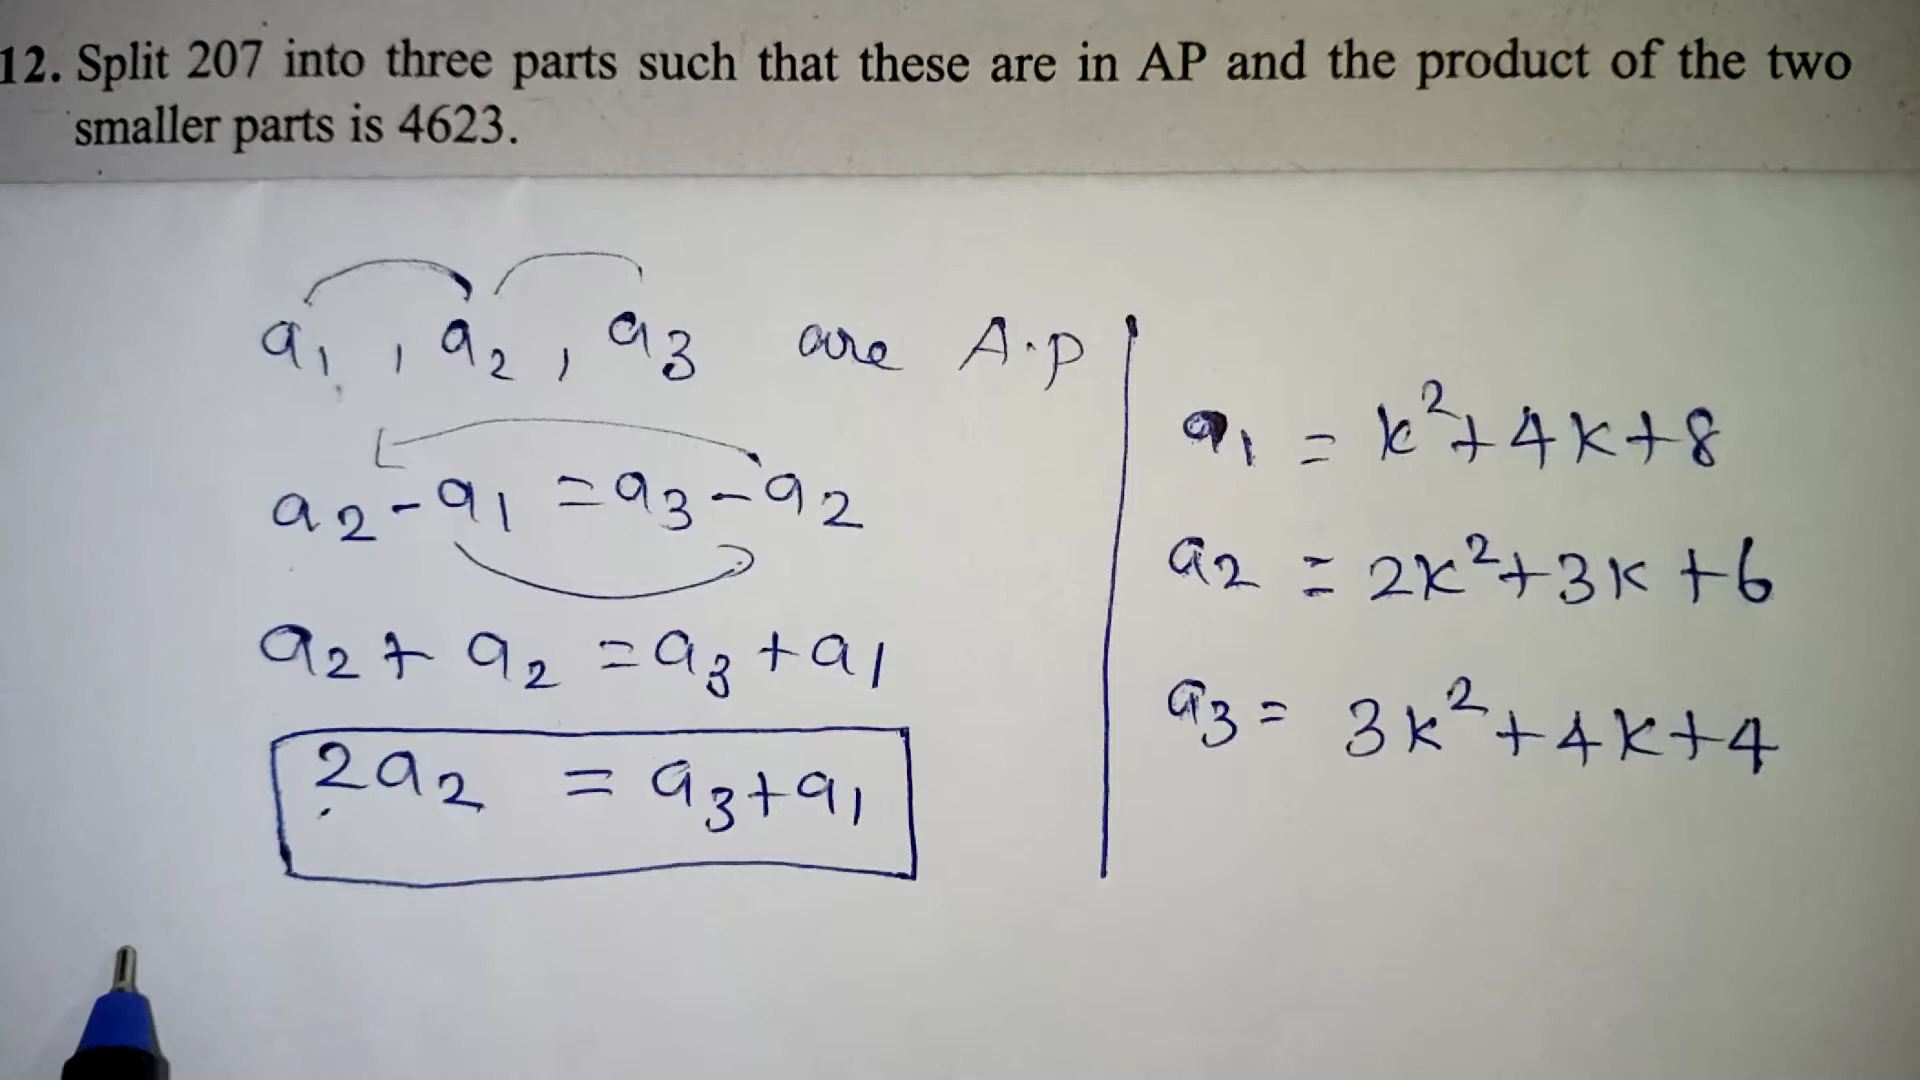 12. Split 207 into three parts such that these are in AP and the product of the two
smaller parts is 4623.
a₁, a₂, a₃ are A.p
a₂-a₁ = a₃-a₂
a₂ + a₂ = a₃ + a₁
2a₂ = a₃+a₁
a₁ = k²+4k+8
a₂ = 2k²+3k+6
a₃ = 3k²+4k+4